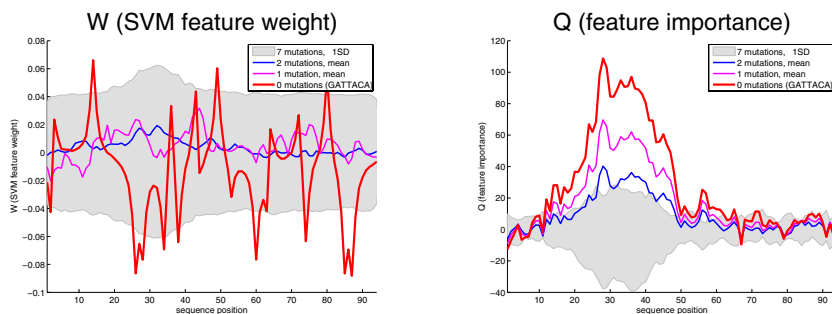 W (SVM feature weight)
W (SVM feature weight)
0.08
0.06
0.04
0.02
0
−0.02
−0.04
−0.06
−0.08
−0.1
10 20 30 40 50 60 70 80 90
sequence position
7 mutations, 1SD
2 mutations, mean
1 mutation, mean
0 mutations (GATTACA)
Q (feature importance)
Q (feature importance)
120
100
80
60
40
20
0
−20
−40
10 20 30 40 50 60 70 80 90
sequence position
7 mutations, 1SD
2 mutations, mean
1 mutation, mean
0 mutations (GATTACA)